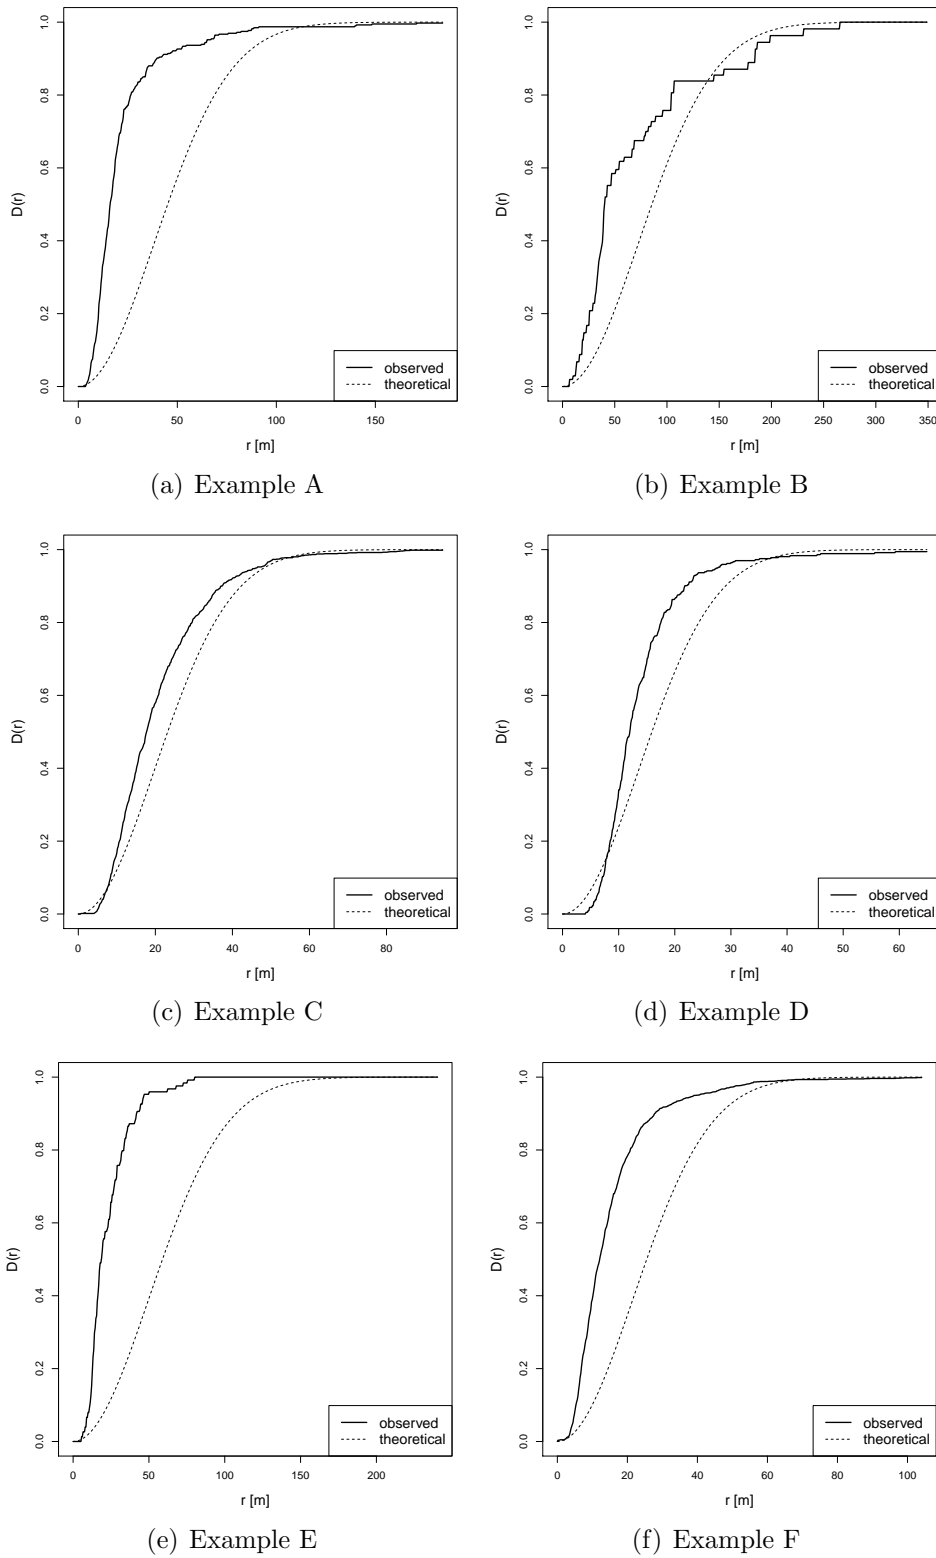 1.0
0.8
0.6
0.4
0.2
0.0
D(r)
0 50 100 150
r [m]
observed
theoretical
(a) Example A
1.0
0.8
0.6
0.4
0.2
0.0
D(r)
0 50 100 150 200 250 300 350
r [m]
observed
theoretical
(b) Example B
1.0
0.8
0.6
0.4
0.2
0.0
D(r)
0 20 40 60 80
r [m]
observed
theoretical
(c) Example C
1.0
0.8
0.6
0.4
0.2
0.0
D(r)
0 10 20 30 40 50 60
r [m]
observed
theoretical
(d) Example D
1.0
0.8
0.6
0.4
0.2
0.0
D(r)
0 50 100 150 200
r [m]
observed
theoretical
(e) Example E
1.0
0.8
0.6
0.4
0.2
0.0
D(r)
0 20 40 60 80 100
r [m]
observed
theoretical
(f) Example F